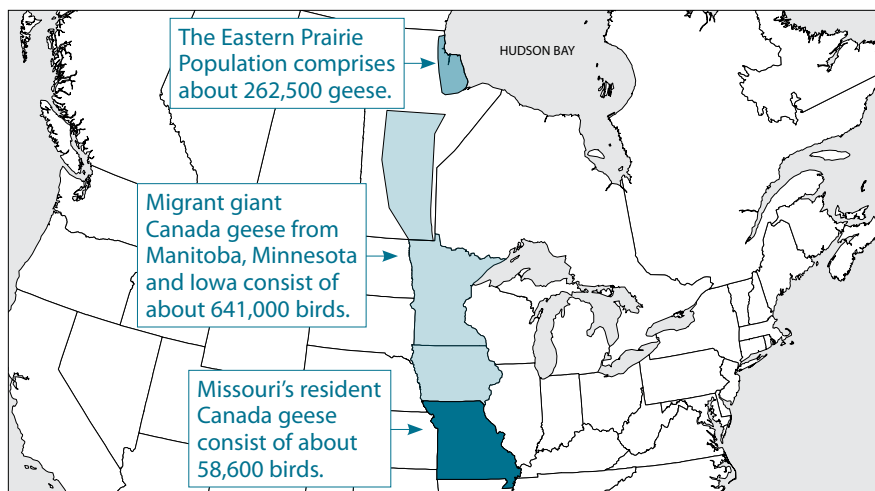 The Eastern Prairie
Population comprises
about 262,500 geese.
HUDSON BAY
Migrant giant
Canada geese from
Manitoba, Minnesota
and Iowa consist of
about 641,000 birds.
Missouri’s resident
Canada geese
consist of about
58,600 birds.